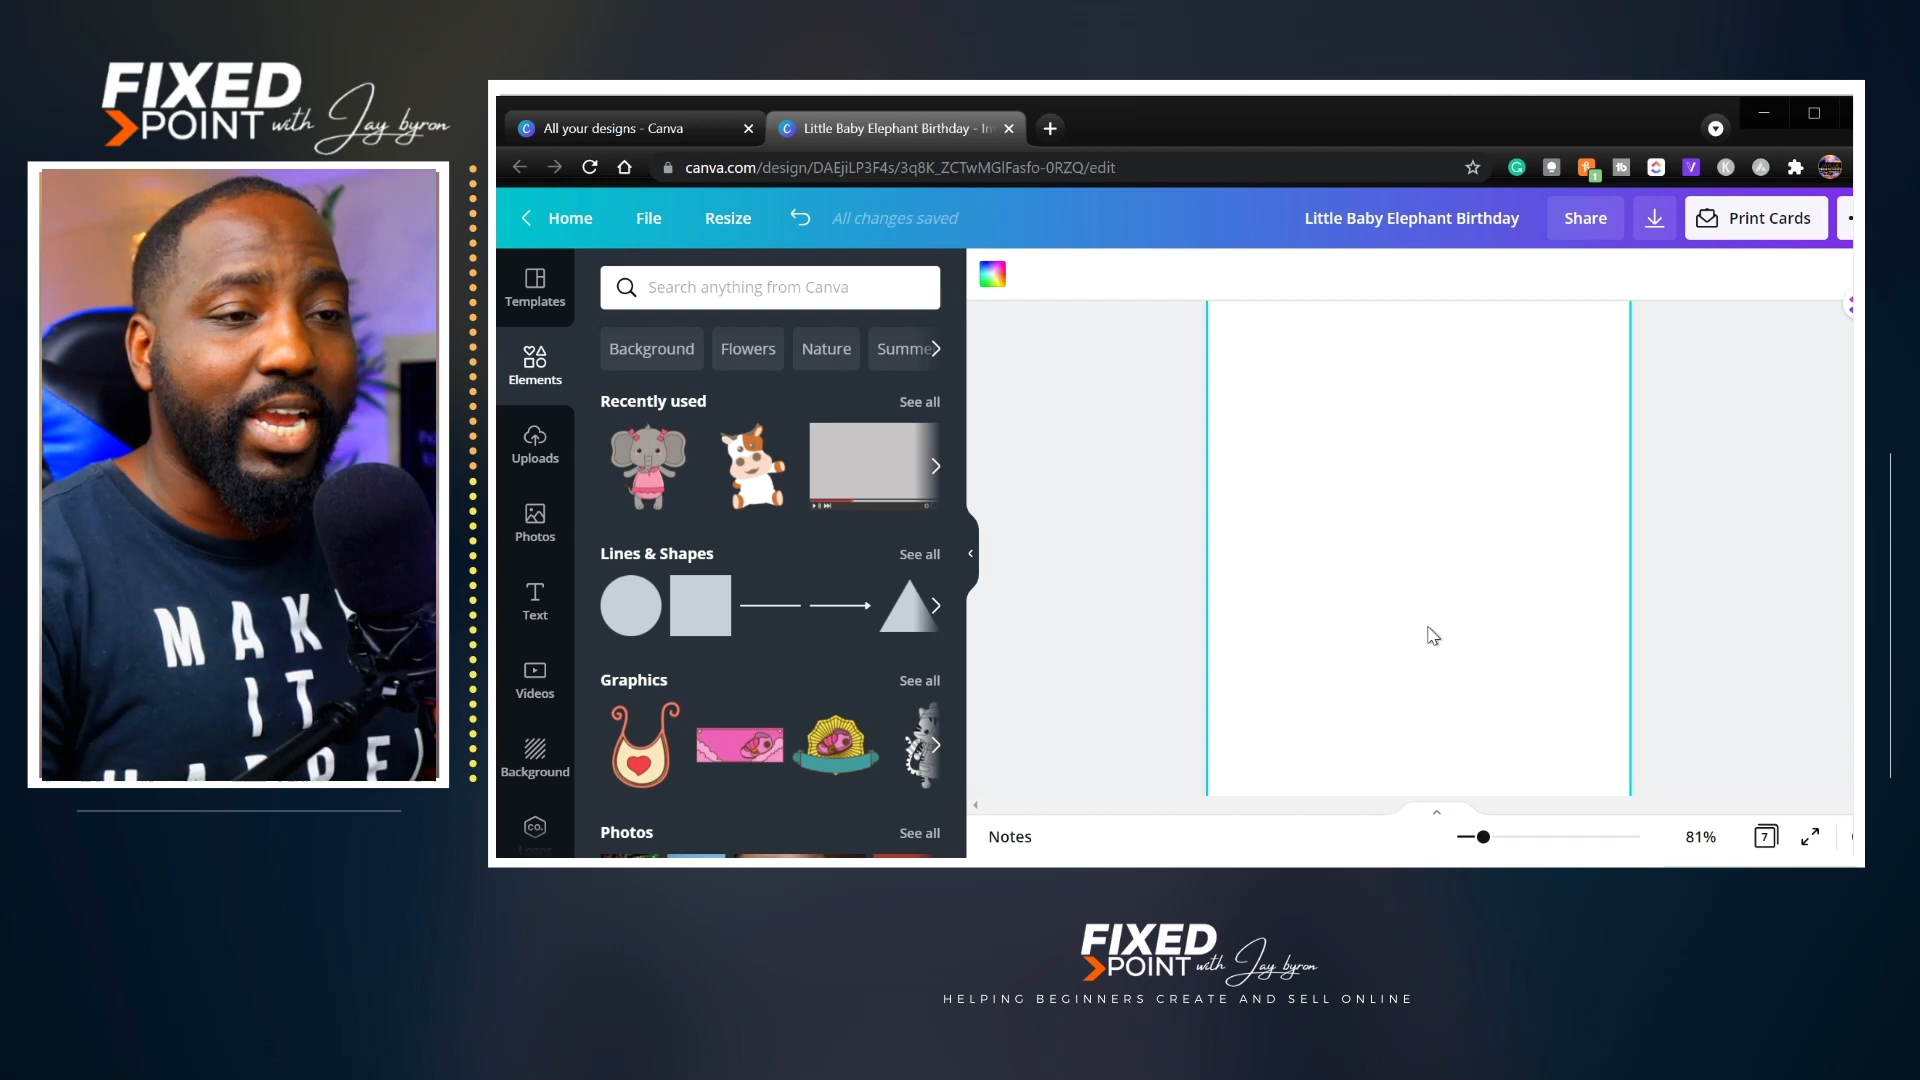 FIXED
POINT with Jay byron
MAKE
IT
All your designs - Canva
Little Baby Elephant Birthday - In
canva.com/design/DAEjiLP3F4s/3q8K_ZCTwMGlFasfo-0RZQ/edit
Home
File
Resize
All changes saved
Little Baby Elephant Birthday
Share
Print Cards
Templates
Elements
Uploads
Photos
Text
Videos
Background
CO.
Logos
Search anything from Canva
Background
Flowers
Nature
Summe
Recently used
See all
Lines & Shapes
See all
Graphics
See all
Photos
See all
Notes
81%
7
FIXED
POINT with Jay byron
HELPING BEGINNERS CREATE AND SELL ONLINE